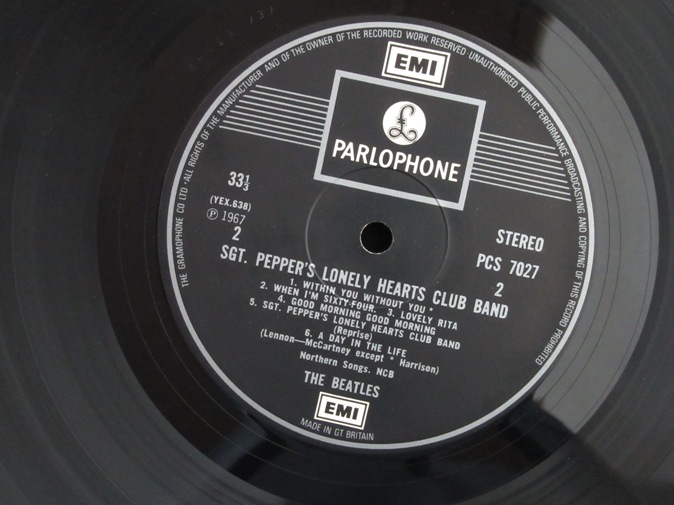 THE GRAMOPHONE CO LTD · ALL RIGHTS OF THE MANUFACTURER AND OF THE OWNER OF THE RECORDED WORK RESERVED UNAUTHORISED PUBLIC PERFORMANCE BROADCASTING AND COPYING OF THIS RECORD PROHIBITED
EMI
£
PARLOPHONE
33⅓
(YEX.638)
Ⓟ 1967
2
STEREO
PCS 7027
2
SGT. PEPPER'S LONELY HEARTS CLUB BAND
1. WITHIN YOU WITHOUT YOU *
2. WHEN I'M SIXTY-FOUR. 3. LOVELY RITA
4. GOOD MORNING GOOD MORNING
5. SGT. PEPPER'S LONELY HEARTS CLUB BAND
(Reprise)
6. A DAY IN THE LIFE
(Lennon—McCartney except * Harrison)
Northern Songs. NCB
THE BEATLES
EMI
MADE IN GT BRITAIN